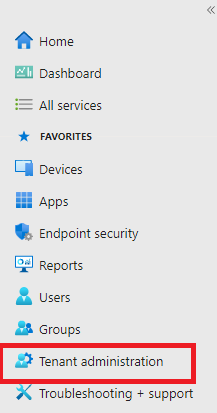 Home
Dashboard
All services
FAVORITES
Devices
Apps
Endpoint security
Reports
Users
Groups
Tenant administration
Troubleshooting + support